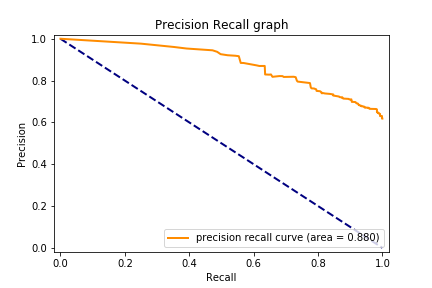 Precision Recall graph
1.0
0.8
0.6
0.4
0.2
0.0
Precision
precision recall curve (area = 0.880)
0.0 0.2 0.4 0.6 0.8 1.0
Recall